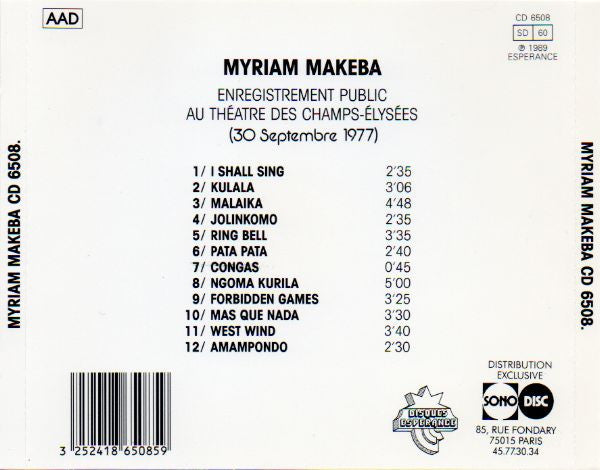 AAD
CD 6508
SD 60
℗ 1989
ESPERANCE
MYRIAM MAKEBA
ENREGISTREMENT PUBLIC
AU THÉATRE DES CHAMPS-ÉLYSÉES
(30 Septembre 1977)
1/ I SHALL SING 2'35
2/ KULALA 3'06
3/ MALAIKA 4'48
4/ JOLINKOMO 2'35
5/ RING BELL 3'35
6/ PATA PATA 2'40
7/ CONGAS 0'45
8/ NGOMA KURILA 5'00
9/ FORBIDDEN GAMES 3'25
10/ MAS QUE NADA 3'30
11/ WEST WIND 3'40
12/ AMAMPONDO 2'30
MYRIAM MAKEBA CD 6508.
MYRIAM MAKEBA CD 6508.
3 252418 650859
DISQUES
ESPERANCE
DISTRIBUTION
EXCLUSIVE
SONO DISC
85, RUE FONDARY
75015 PARIS
45.77.30.34